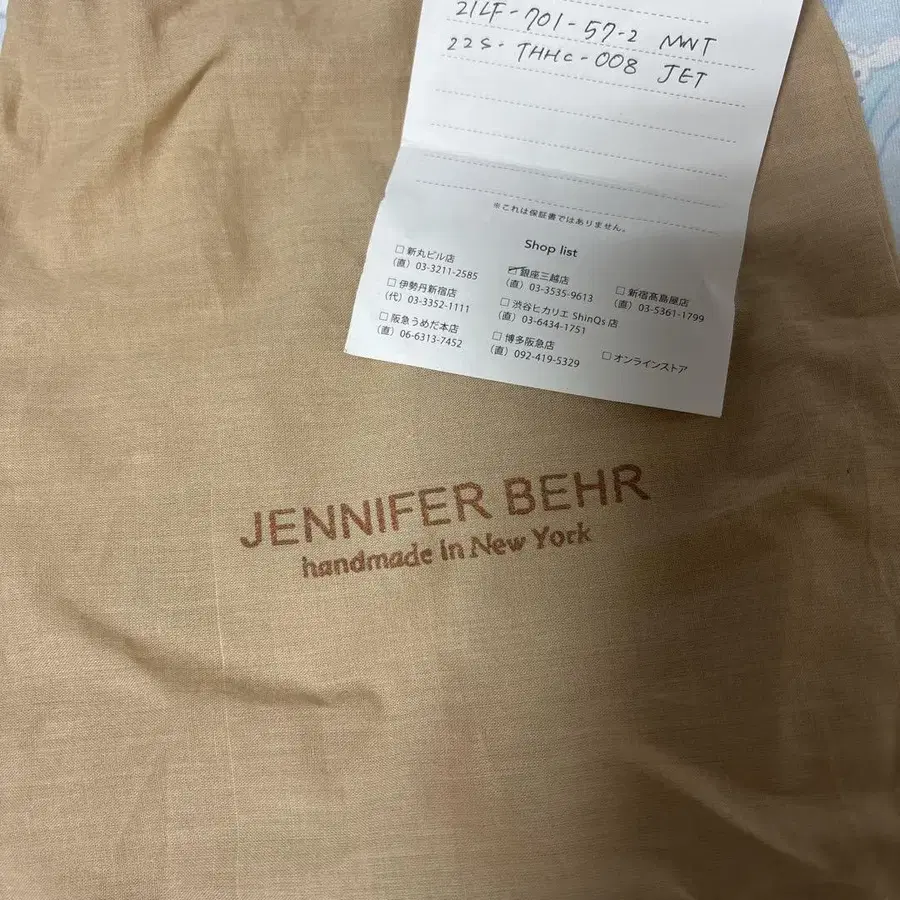 21LF-701-57-2 MNT
22S-THHC-008 JET
※これは保証書ではありません。
Shop list
□ 新丸ビル店
(直) 03-3211-2585
□ 伊勢丹新宿店
(代) 03-3352-1111
□ 阪急うめだ本店
(直) 06-6313-7452
☑ 銀座三越店
(直) 03-3535-9613
□ 渋谷ヒカリエ ShinQs 店
(直) 03-6434-1751
□ 博多阪急店
(直) 092-419-5329
□ 新宿高島屋店
(直) 03-5361-1799
□ オンラインストア
JENNIFER BEHR
handmade in New York